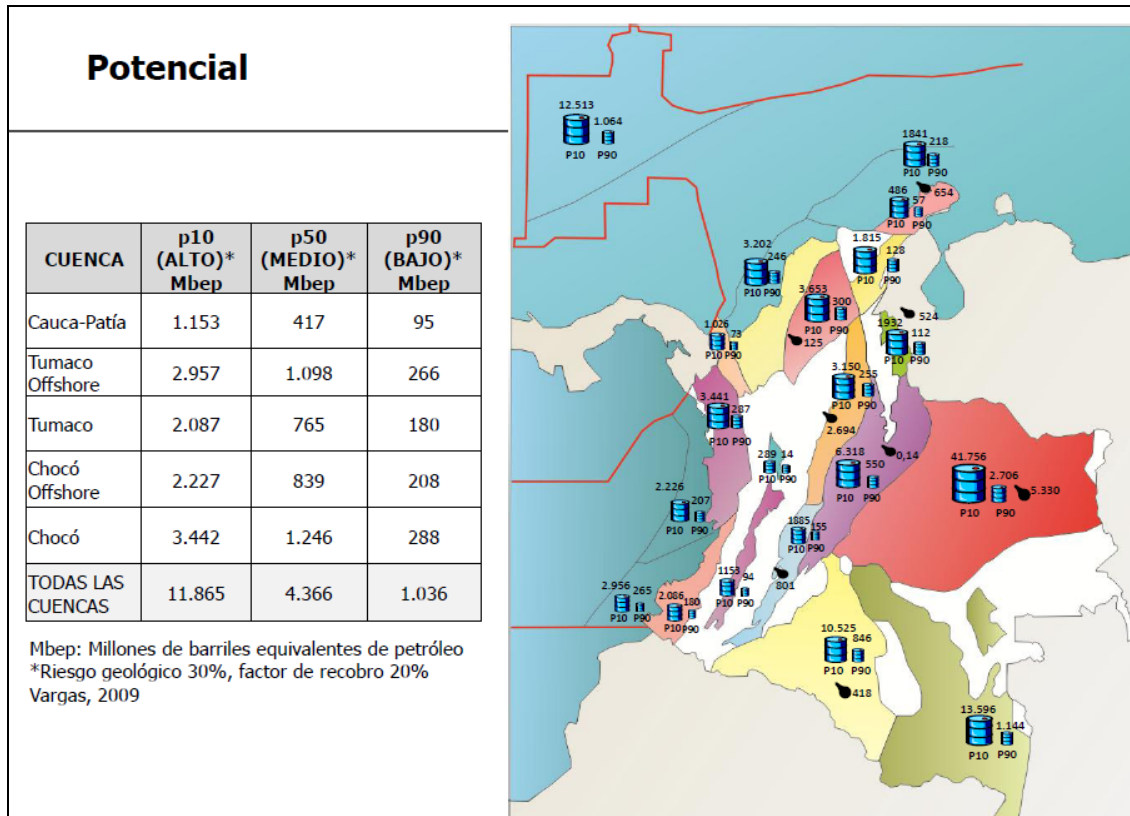 Potencial
CUENCA
p10
(ALTO)*
Mbep
p50
(MEDIO)*
Mbep
p90
(BAJO)*
Mbep
Cauca-Patía
1.153
417
95
Tumaco
Offshore
2.957
1.098
266
Tumaco
2.087
765
180
Chocó
Offshore
2.227
839
208
Chocó
3.442
1.246
288
TODAS LAS
CUENCAS
11.865
4.366
1.036
Mbep: Millones de barriles equivalentes de petróleo
*Riesgo geológico 30%, factor de recobro 20%
Vargas, 2009
12.513
1.064
P10 P90
1841
218
P10 P90
486
57
654
P10 P90
3.202
246
P10 P90
1.815
128
P10 P90
3.653
300
P10 P90
125
524
1.026
73
P10 P90
1932
112
P10 P90
3.150
255
P10 P90
2.694
3.441
287
P10 P90
289 14
P10 P90
6.318
550
0,14
P10 P90
41.756
2.706
5.330
P10 P90
2.226
207
P10 P90
1885
155
P10 P90
801
1153
94
P10 P90
2.956
265
P10 P90
2.086
180
P10 P90
10.525
846
P10 P90
418
13.596
1.144
P10 P90